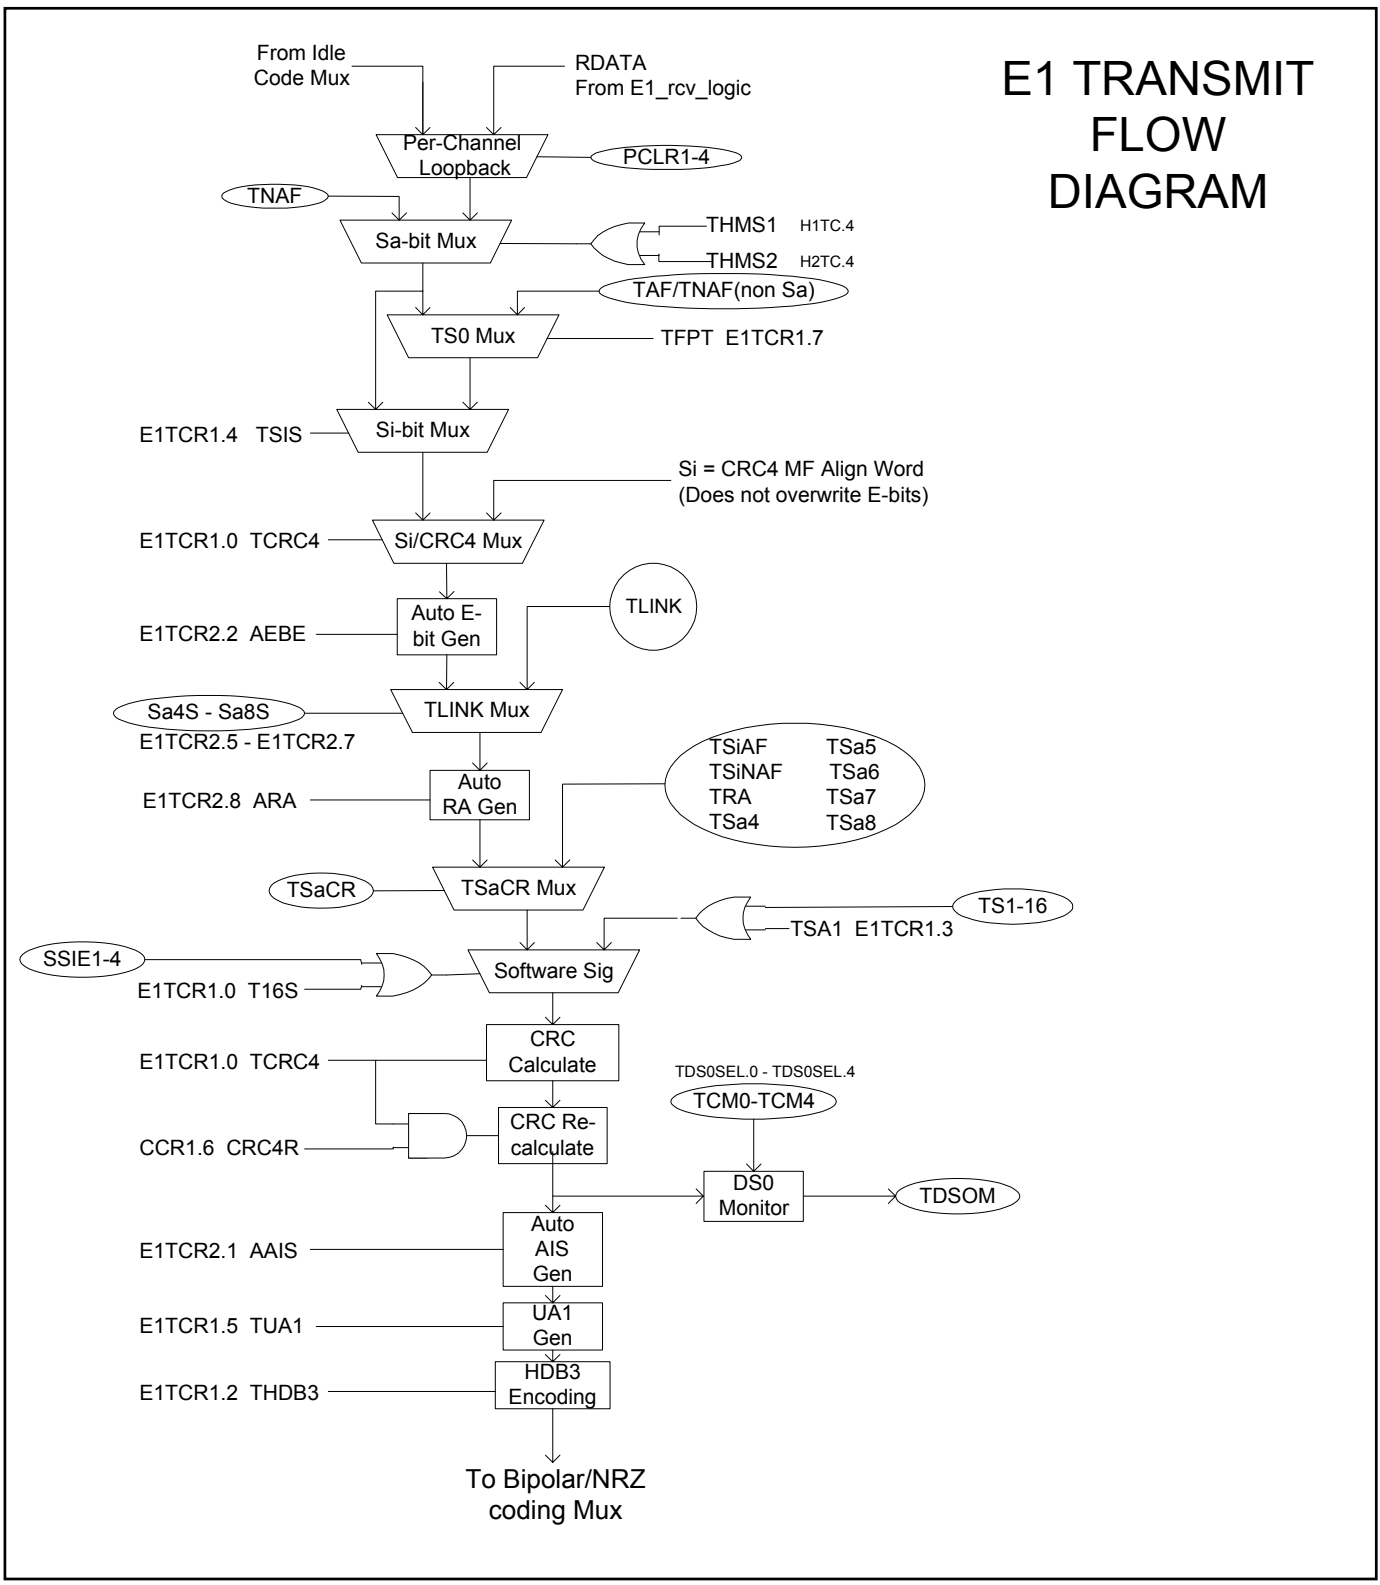 E1 TRANSMIT
FLOW
DIAGRAM
From Idle
Code Mux
RDATA
From E1_rcv_logic
Per-Channel
Loopback
PCLR1-4
TNAF
Sa-bit Mux
THMS1 H1TC.4
THMS2 H2TC.4
TAF/TNAF(non Sa)
TS0 Mux
TFPT E1TCR1.7
E1TCR1.4 TSIS
Si-bit Mux
Si = CRC4 MF Align Word
(Does not overwrite E-bits)
E1TCR1.0 TCRC4
Si/CRC4 Mux
TLINK
Auto E-
bit Gen
E1TCR2.2 AEBE
Sa4S - Sa8S
TLINK Mux
E1TCR2.5 - E1TCR2.7
TSiAF TSa5
TSiNAF TSa6
TRA TSa7
TSa4 TSa8
Auto
RA Gen
E1TCR2.8 ARA
TSaCR
TSaCR Mux
TS1-16
TSA1 E1TCR1.3
SSIE1-4
Software Sig
E1TCR1.0 T16S
CRC
Calculate
E1TCR1.0 TCRC4
TDS0SEL.0 - TDS0SEL.4
TCM0-TCM4
CRC Re-
calculate
CCR1.6 CRC4R
DS0
Monitor
TDSOM
Auto
AIS
Gen
E1TCR2.1 AAIS
UA1
Gen
E1TCR1.5 TUA1
HDB3
Encoding
E1TCR1.2 THDB3
To Bipolar/NRZ
coding Mux